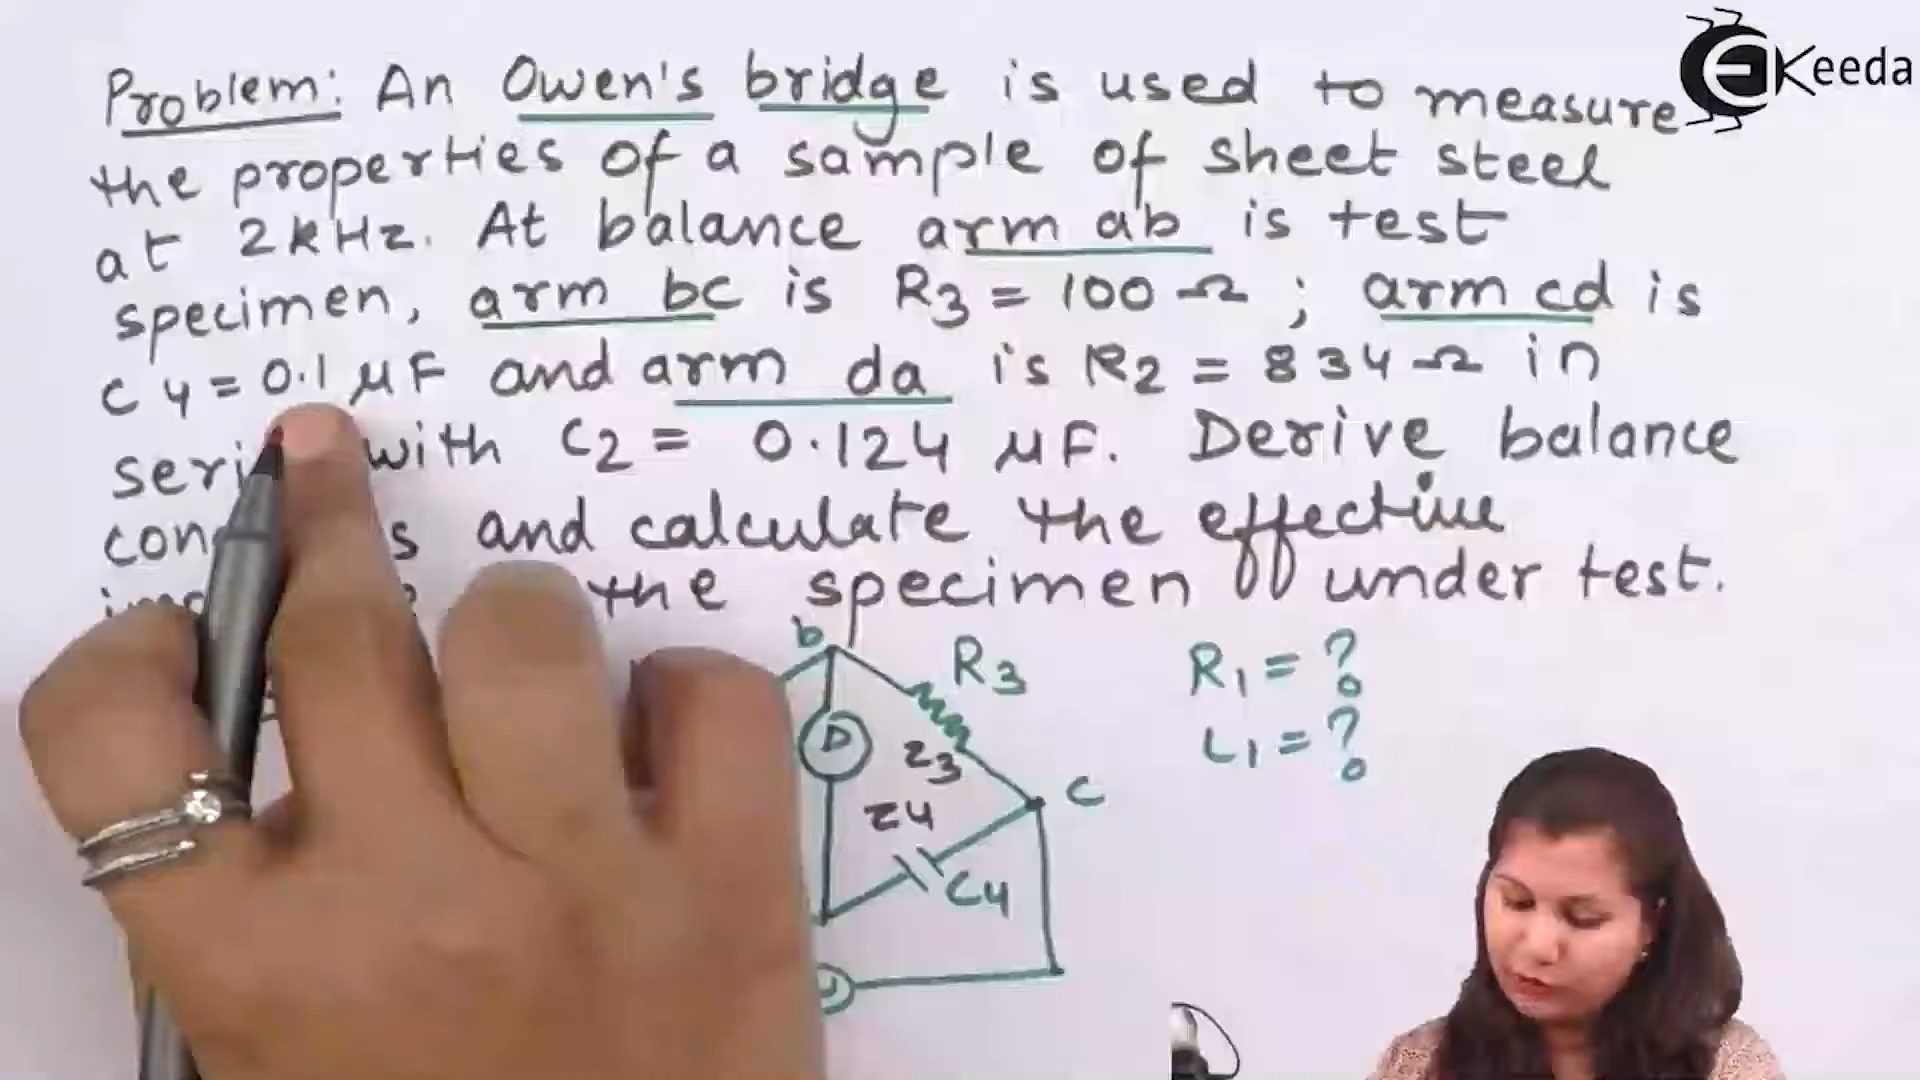 Problem: An Owen's bridge is used to measure
the properties of a sample of sheet steel
at 2kHz. At balance arm ab is test
specimen, arm bc is R3 = 100 Ω ; arm cd is
C4 = 0.1 μF and arm da is R2 = 834 Ω in
with C2 = 0.124 μF. Derive balance
and calculate the effective
the specimen under test.
EKeeda
b
R3
D
Z3
C
Z4
C4
R1 = ?
L1 = ?